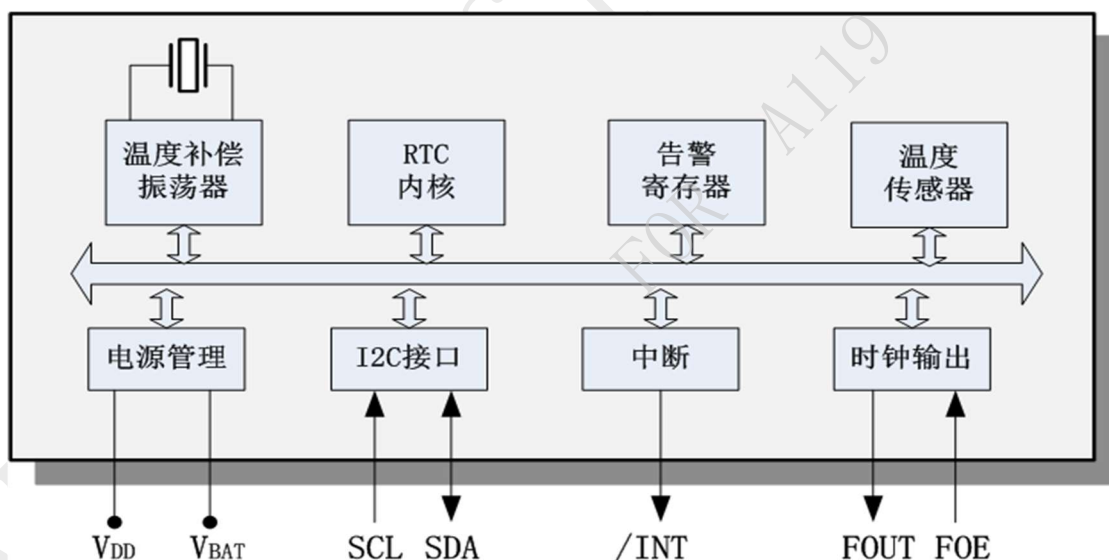 温度补偿
振荡器
RTC
内核
告警
寄存器
温度
传感器
电源管理
I2C接口
中断
时钟输出
VDD
VBAT
SCL
SDA
/INT
FOUT
FOE
FOR A119